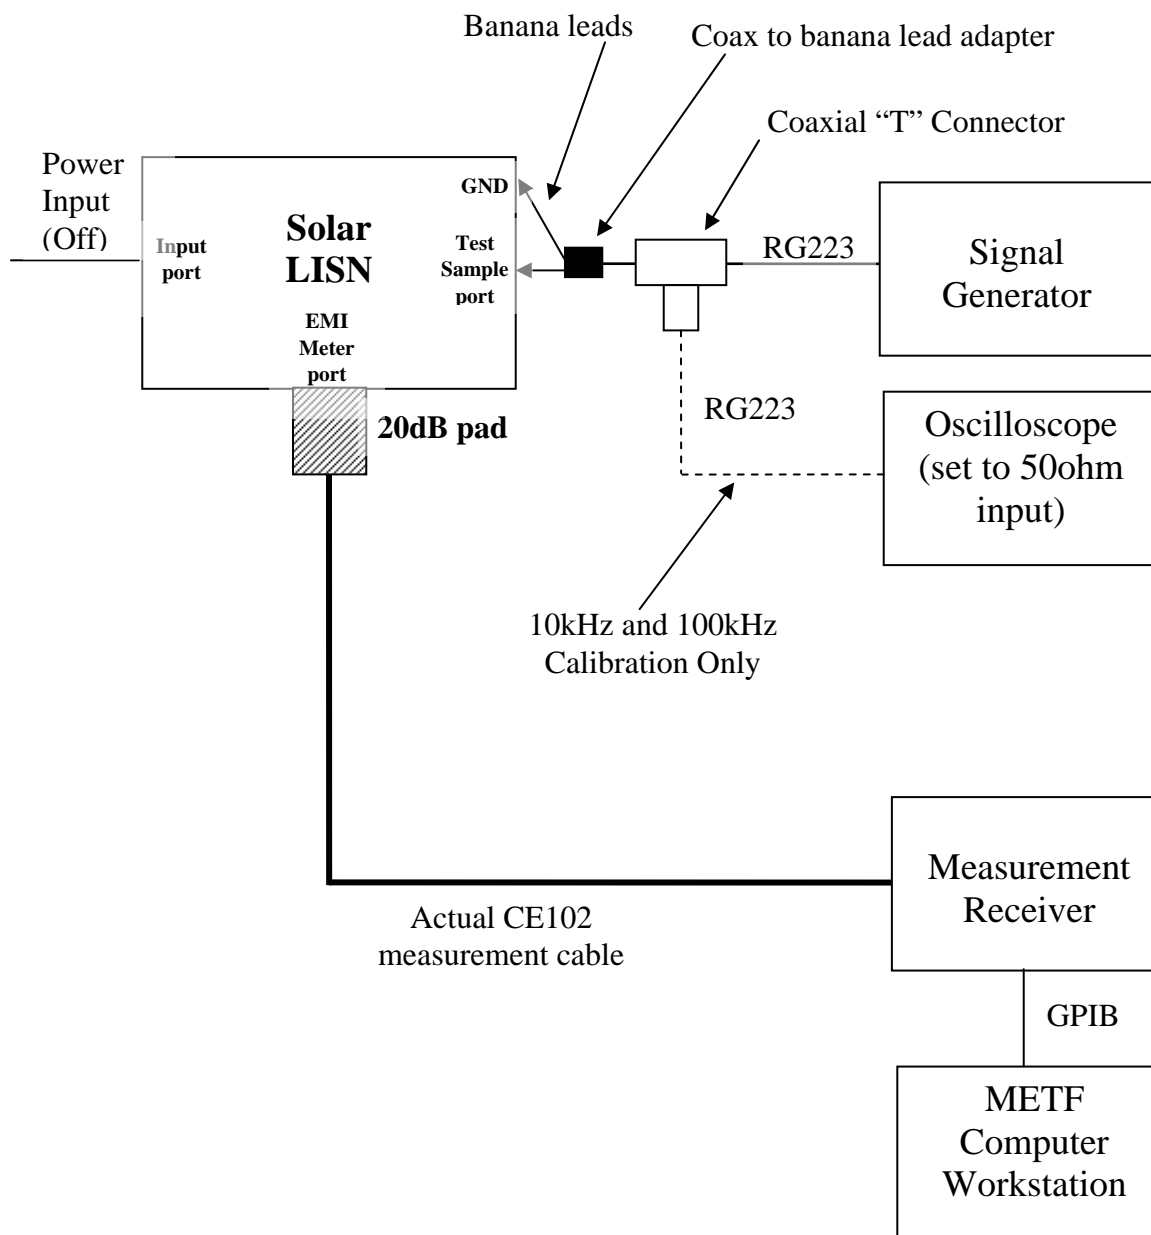 Banana leads
Coax to banana lead adapter
Coaxial “T” Connector
Power
Input
(Off)
GND
Solar
LISN
Input
port
Test
Sample
port
EMI
Meter
port
RG223
Signal
Generator
20dB pad
RG223
Oscilloscope
(set to 50ohm
input)
10kHz and 100kHz
Calibration Only
Measurement
Receiver
Actual CE102
measurement cable
GPIB
METF
Computer
Workstation